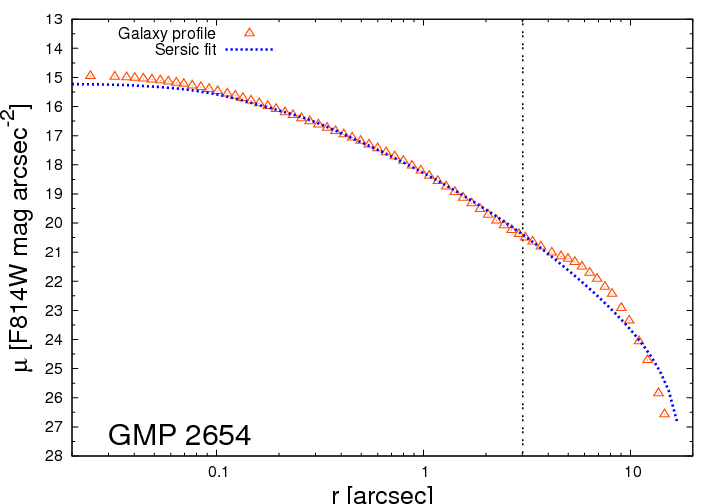 Galaxy profile
Sersic fit
13
14
15
16
17
18
19
20
21
22
23
24
25
26
27
28
μ [F814W mag arcsec⁻²]
GMP 2654
0.1 1 10
r [arcsec]